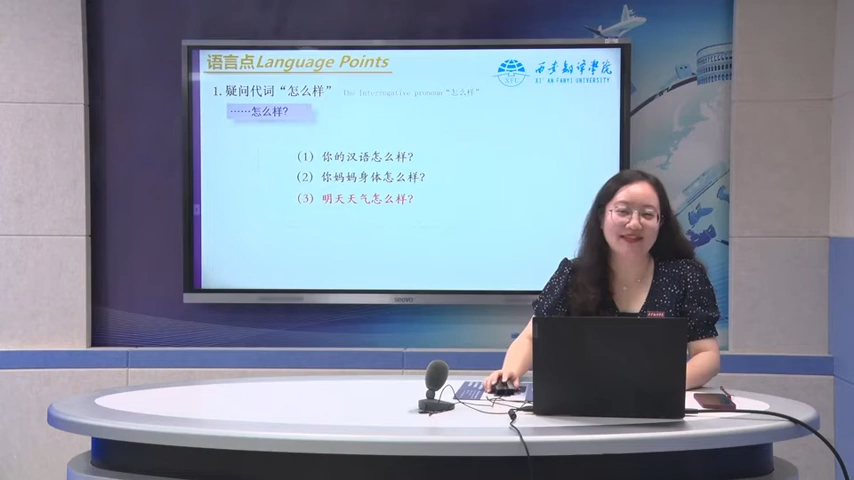 语言点Language Points
西安翻译学院
XI'AN FANYI UNIVERSITY
1. 疑问代词“怎么样” The Interrogative pronoun“怎么样”
……怎么样?
（1）你的汉语怎么样?
（2）你妈妈身体怎么样?
（3）明天天气怎么样?